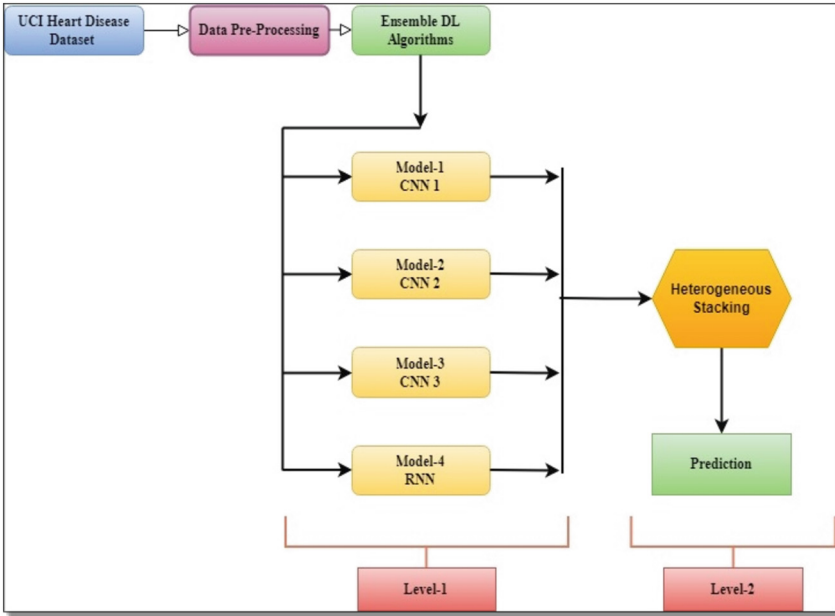 UCI Heart Disease
Dataset
Data Pre-Processing
Ensemble DL
Algorithms
Model-1
CNN 1
Model-2
CNN 2
Model-3
CNN 3
Model-4
RNN
Heterogeneous
Stacking
Prediction
Level-1
Level-2